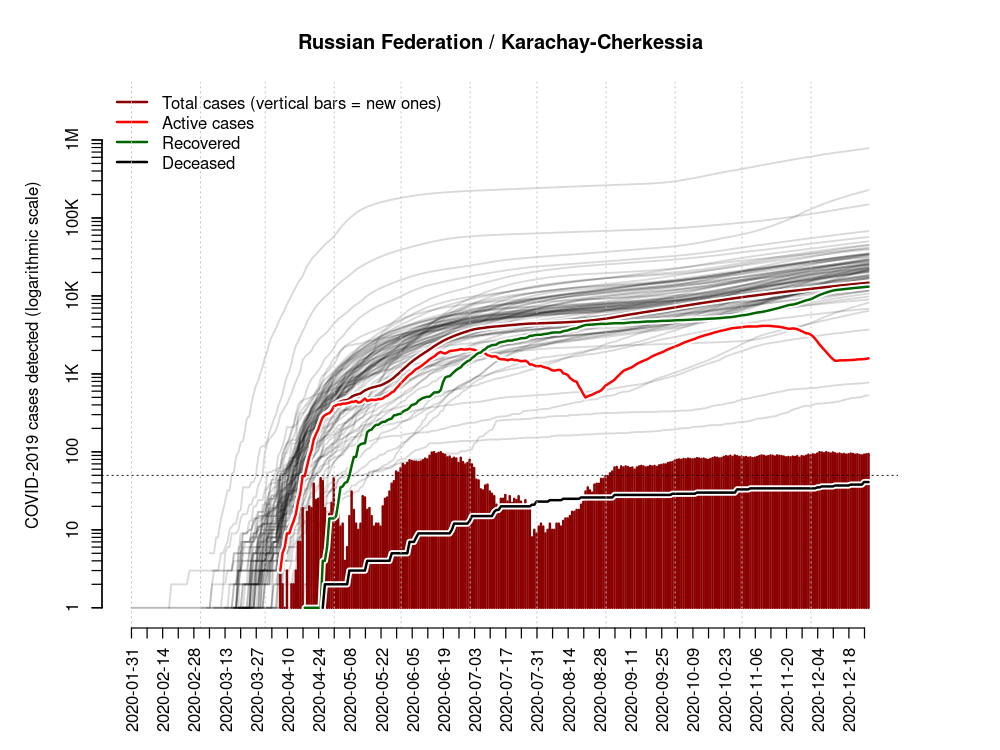 Russian Federation / Karachay-Cherkessia
Total cases (vertical bars = new ones)
Active cases
Recovered
Deceased
COVID-2019 cases detected (logarithmic scale)
1M
100K
10K
1K
100
10
1
2020-01-31
2020-02-14
2020-02-28
2020-03-13
2020-03-27
2020-04-10
2020-04-24
2020-05-08
2020-05-22
2020-06-05
2020-06-19
2020-07-03
2020-07-17
2020-07-31
2020-08-14
2020-08-28
2020-09-11
2020-09-25
2020-10-09
2020-10-23
2020-11-06
2020-11-20
2020-12-04
2020-12-18